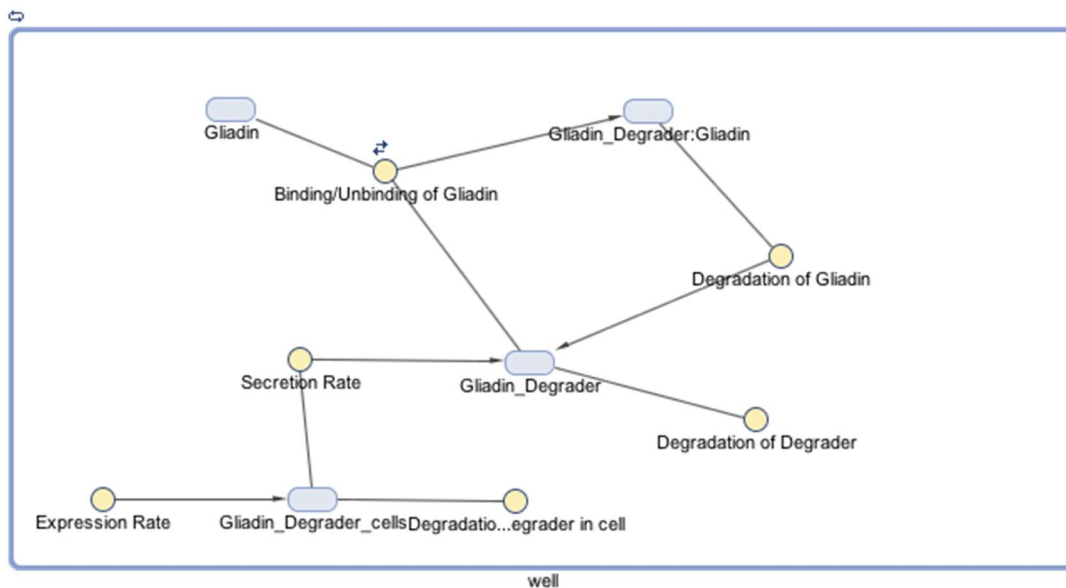 Gliadin
Gliadin_Degrader:Gliadin
Binding/Unbinding of Gliadin
Degradation of Gliadin
Secretion Rate
Gliadin_Degrader
Degradation of Degrader
Expression Rate
Gliadin_Degrader_cells
Degradatio...egrader in cell
well